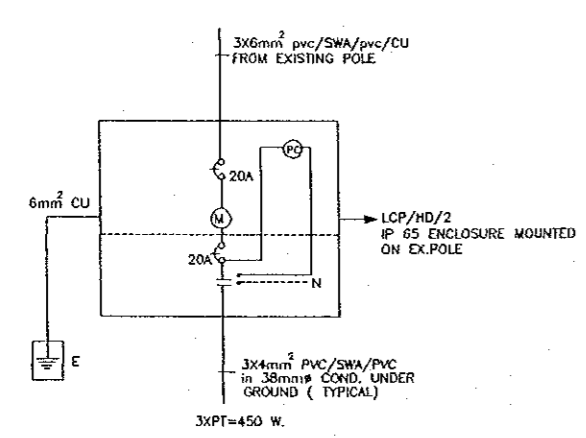 3X6mm² pvc/SWA/pvc/CU
FROM EXISTING POLE
PC
20A
6mm² CU
M
LCP/HD/2
IP 65 ENCLOSURE MOUNTED
ON EX.POLE
20A
N
E
3X4mm² PVC/SWA/PVC
in 38mmø COND. UNDER
GROUND ( TYPICAL)
3XPT=450 W.